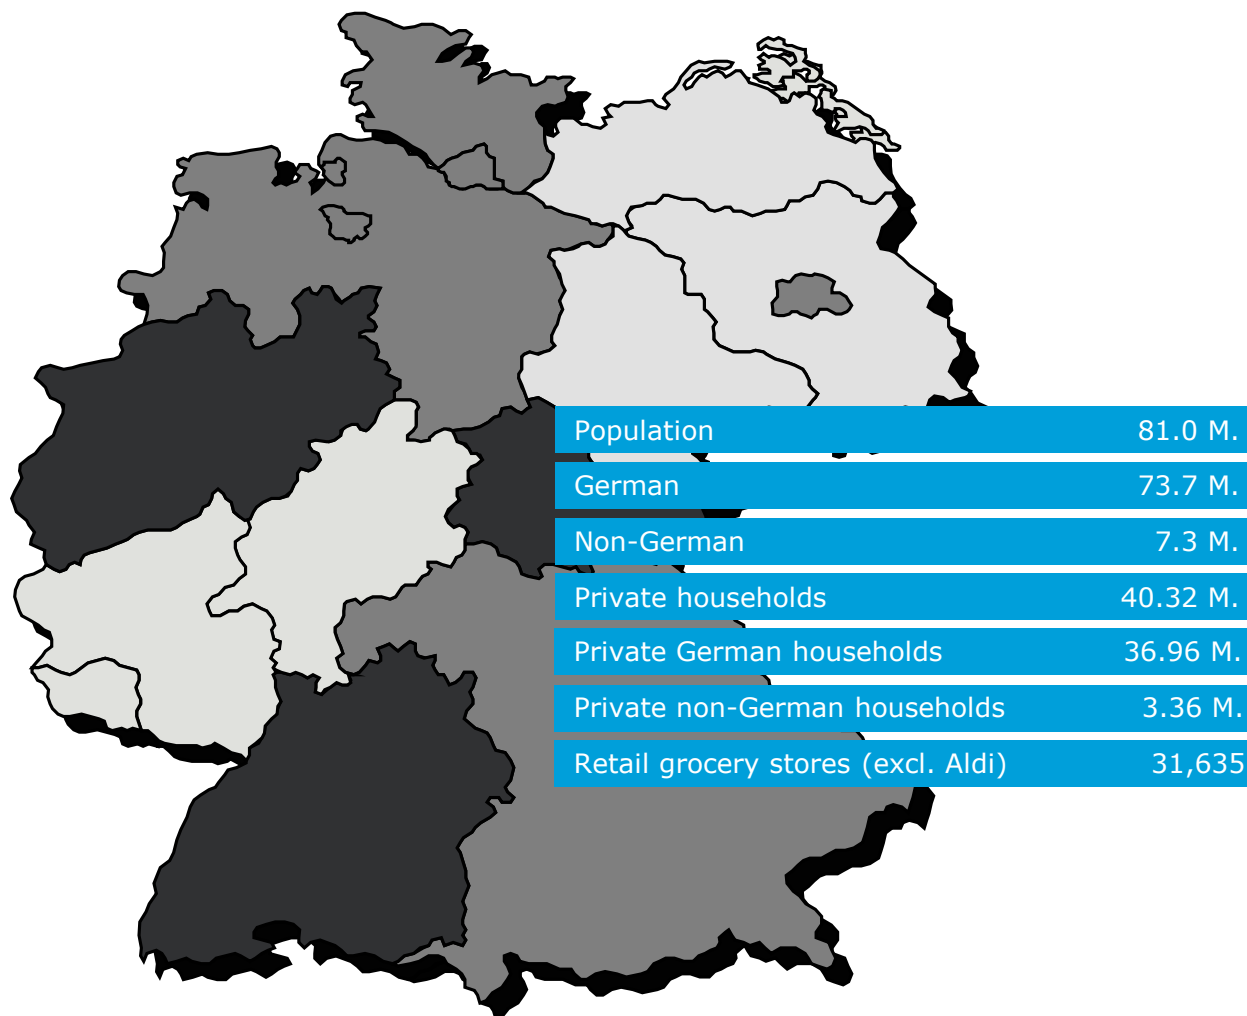 Population 81.0 M.
German 73.7 M.
Non-German 7.3 M.
Private households 40.32 M.
Private German households 36.96 M.
Private non-German households 3.36 M.
Retail grocery stores (excl. Aldi) 31,635